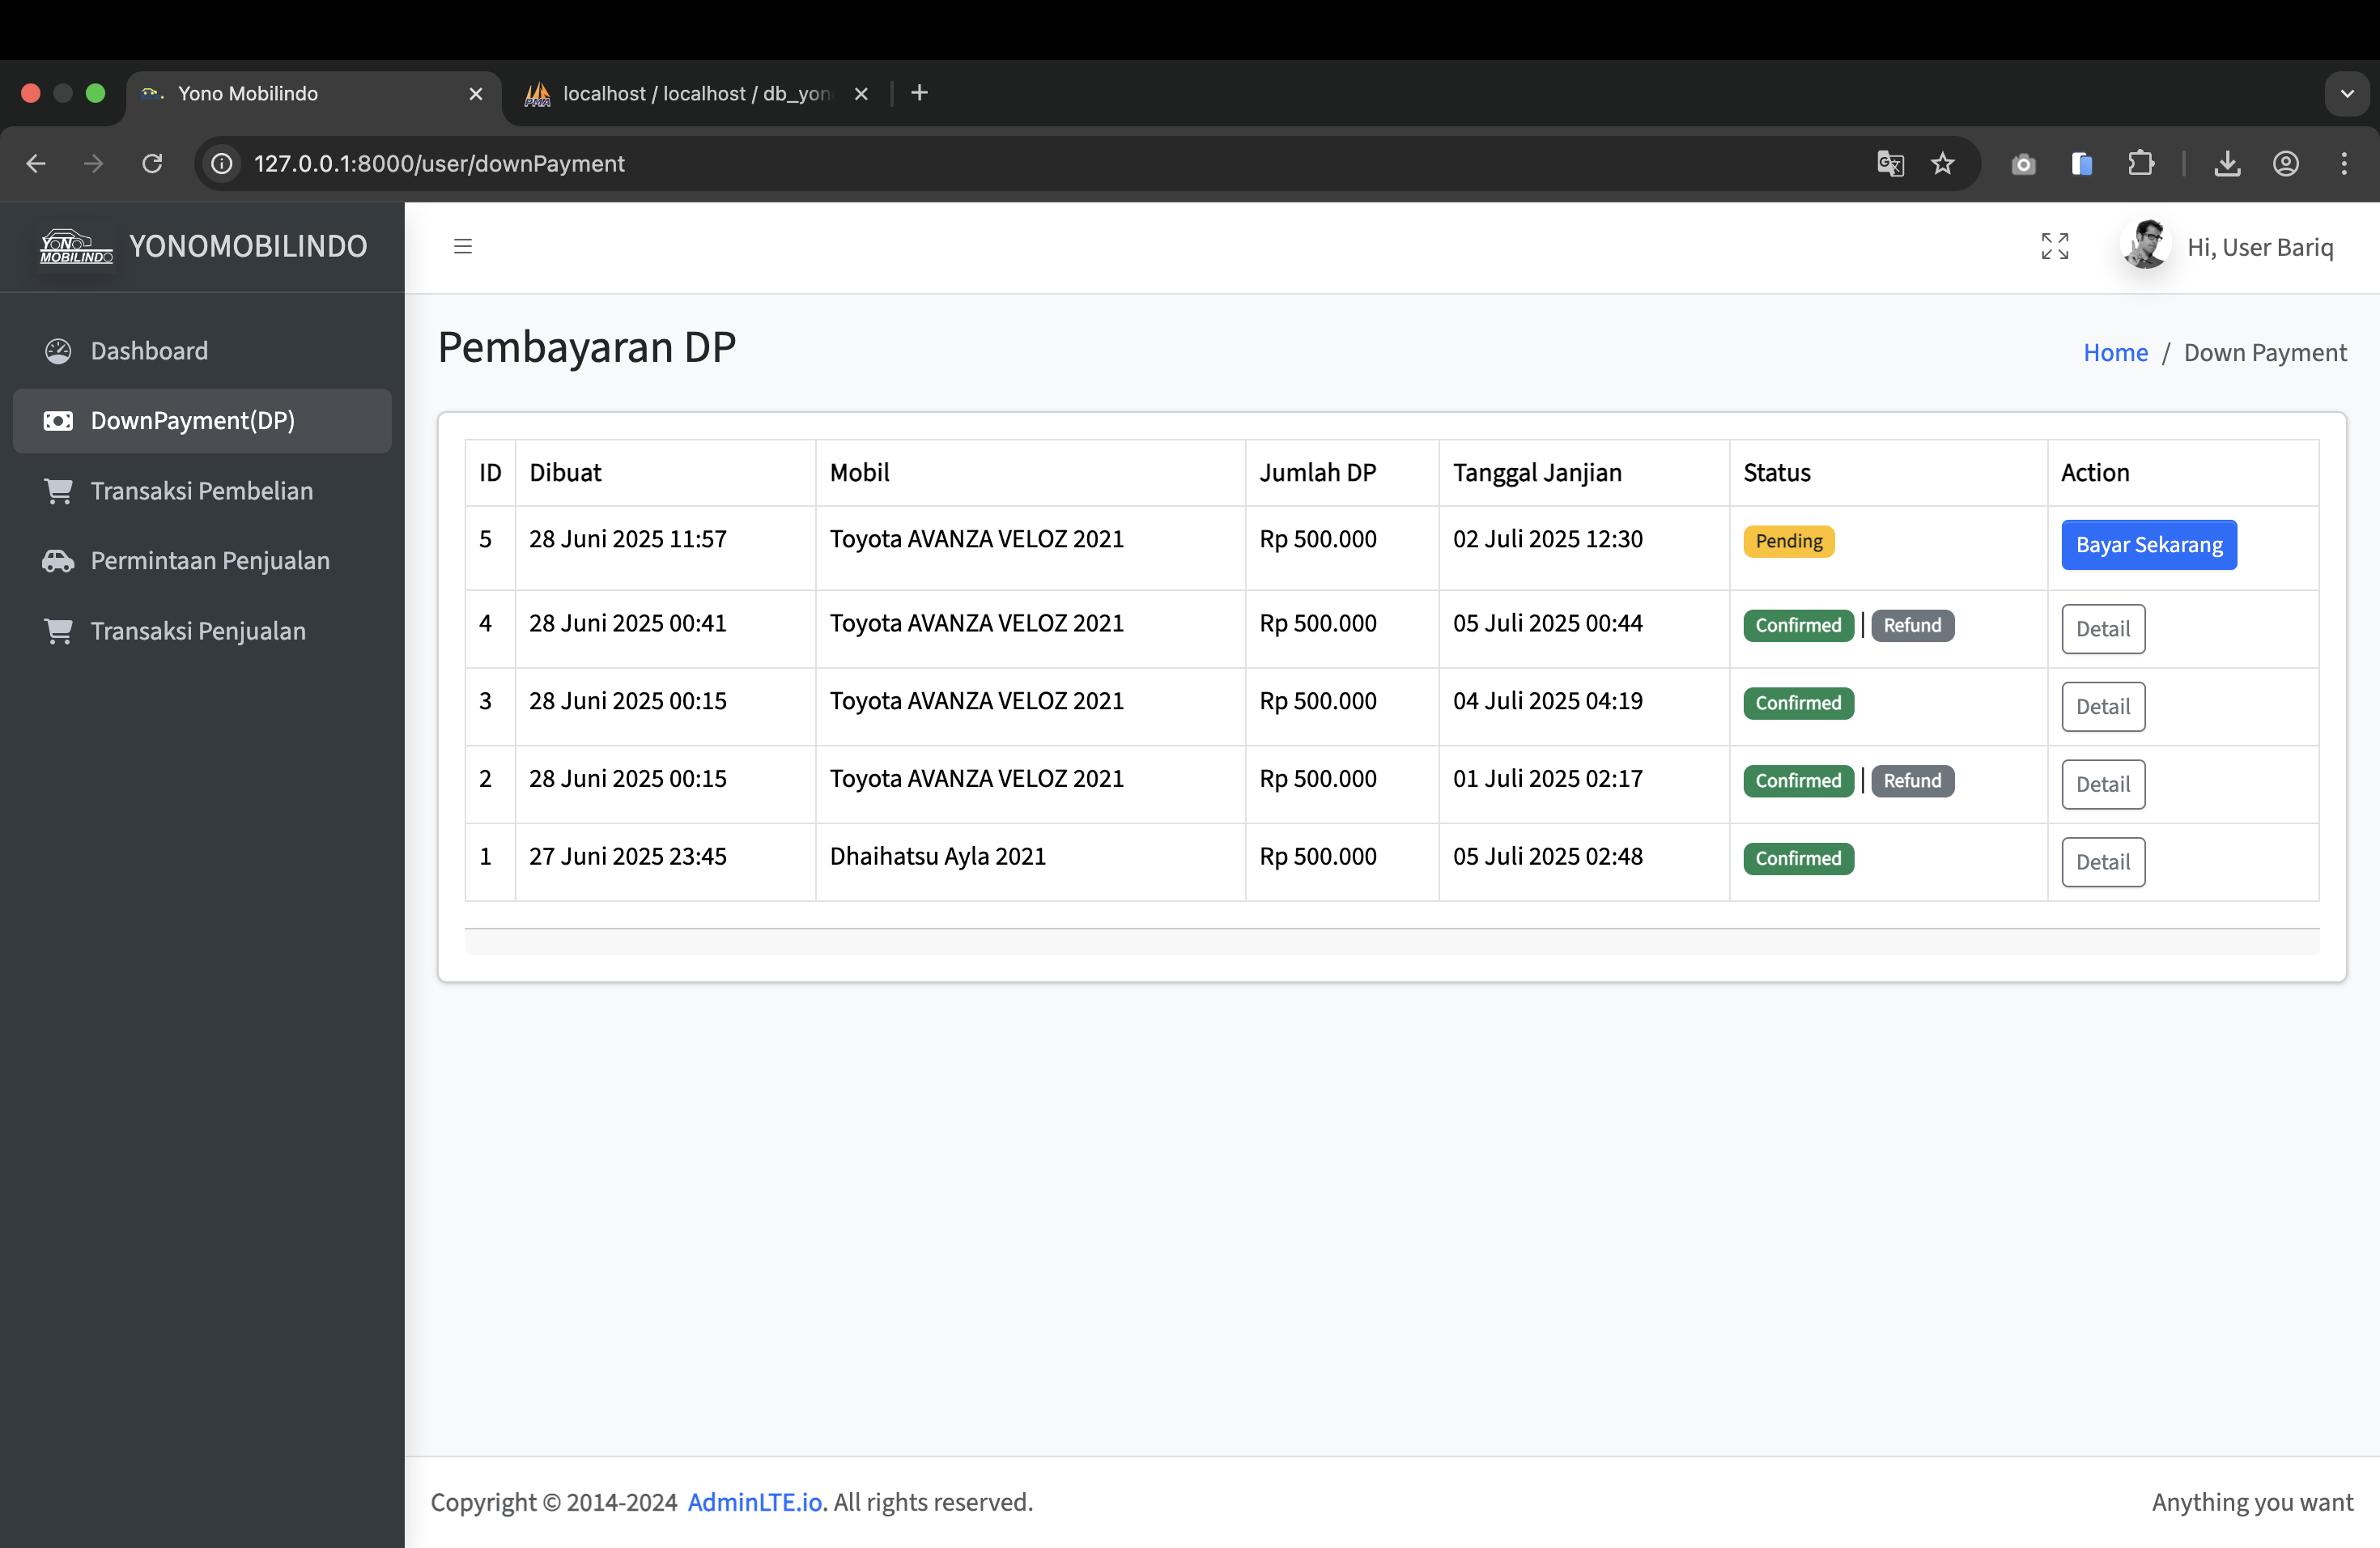 Yono Mobilindo
localhost / localhost / db_yon
127.0.0.1:8000/user/downPayment
YONO MOBILINDO
YONOMOBILINDO
Hi, User Bariq
Dashboard
DownPayment(DP)
Transaksi Pembelian
Permintaan Penjualan
Transaksi Penjualan
Pembayaran DP
Home / Down Payment
ID Dibuat Mobil Jumlah DP Tanggal Janjian Status Action
5 28 Juni 2025 11:57 Toyota AVANZA VELOZ 2021 Rp 500.000 02 Juli 2025 12:30 Pending Bayar Sekarang
4 28 Juni 2025 00:41 Toyota AVANZA VELOZ 2021 Rp 500.000 05 Juli 2025 00:44 Confirmed | Refund Detail
3 28 Juni 2025 00:15 Toyota AVANZA VELOZ 2021 Rp 500.000 04 Juli 2025 04:19 Confirmed Detail
2 28 Juni 2025 00:15 Toyota AVANZA VELOZ 2021 Rp 500.000 01 Juli 2025 02:17 Confirmed | Refund Detail
1 27 Juni 2025 23:45 Dhaihatsu Ayla 2021 Rp 500.000 05 Juli 2025 02:48 Confirmed Detail
Copyright © 2014-2024 AdminLTE.io. All rights reserved.
Anything you want